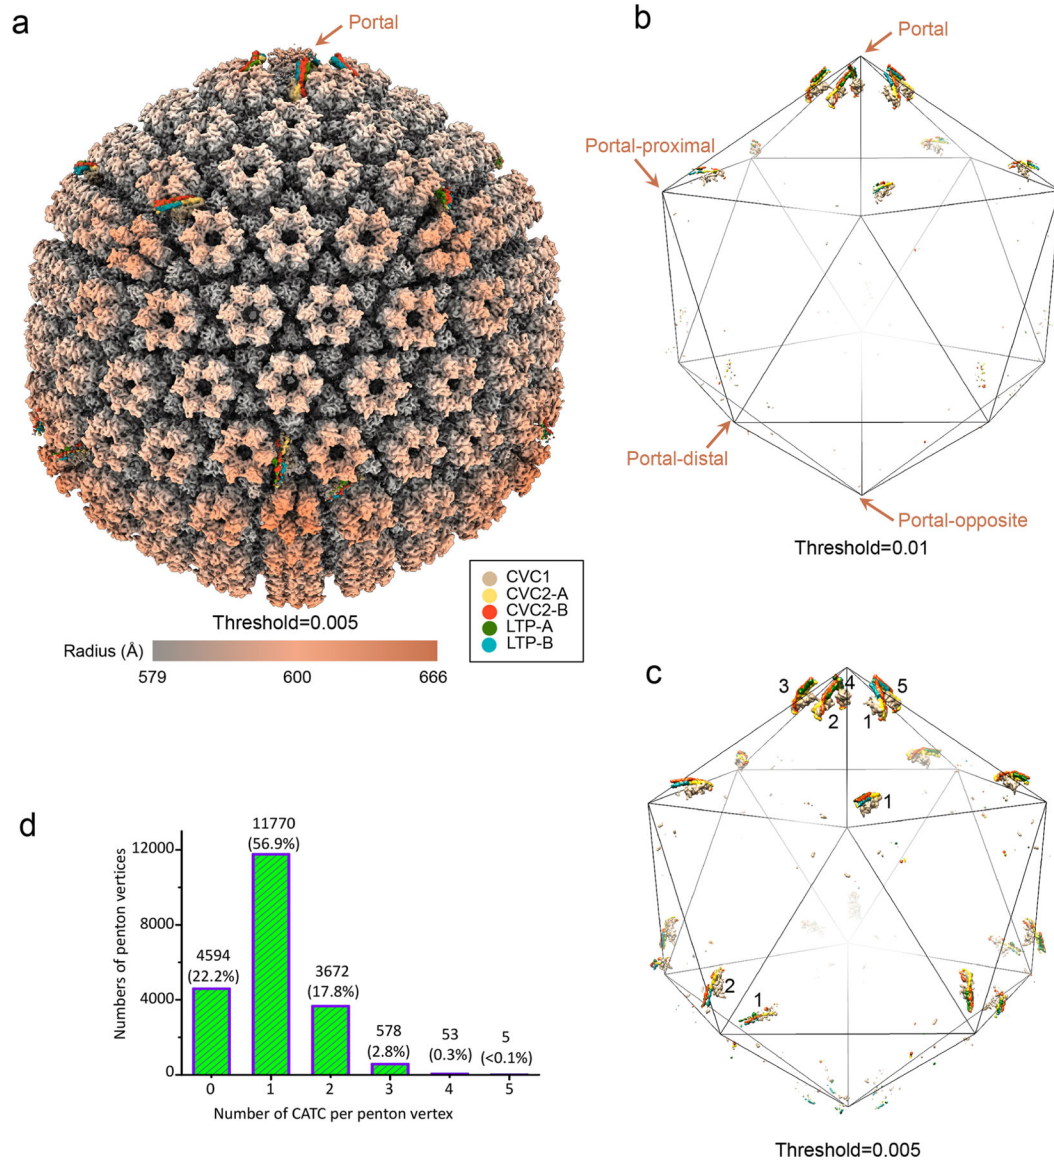 a
Portal
Threshold=0.005
Radius (Å)
579
600
666
CVC1
CVC2-A
CVC2-B
LTP-A
LTP-B
b
Portal
Portal-proximal
Portal-distal
Portal-opposite
Threshold=0.01
c
3
4
5
2
1
1
2
1
Threshold=0.005
d
Numbers of penton vertices
12000
8000
4000
0
4594
(22.2%)
11770
(56.9%)
3672
(17.8%)
578
(2.8%)
53
(0.3%)
5
(<0.1%)
0
1
2
3
4
5
Number of CATC per penton vertex